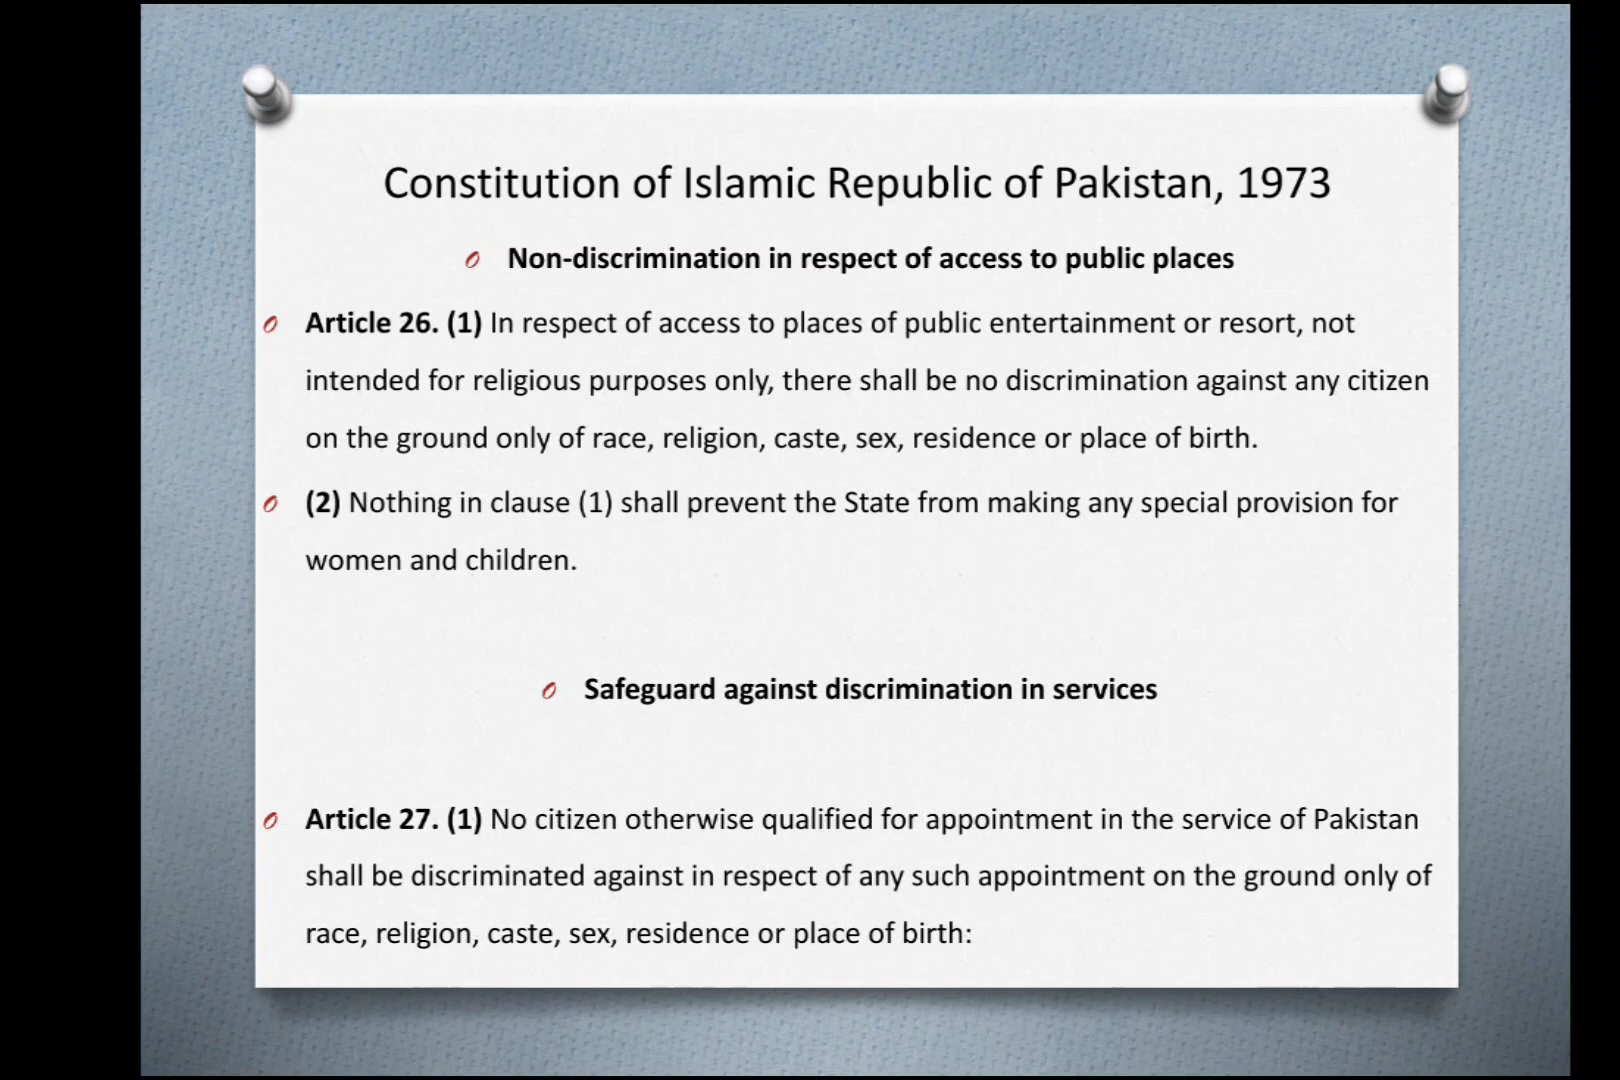 Constitution of Islamic Republic of Pakistan, 1973
Non-discrimination in respect of access to public places
Article 26. (1) In respect of access to places of public entertainment or resort, not
intended for religious purposes only, there shall be no discrimination against any citizen
on the ground only of race, religion, caste, sex, residence or place of birth.
(2) Nothing in clause (1) shall prevent the State from making any special provision for
women and children.
Safeguard against discrimination in services
Article 27. (1) No citizen otherwise qualified for appointment in the service of Pakistan
shall be discriminated against in respect of any such appointment on the ground only of
race, religion, caste, sex, residence or place of birth: